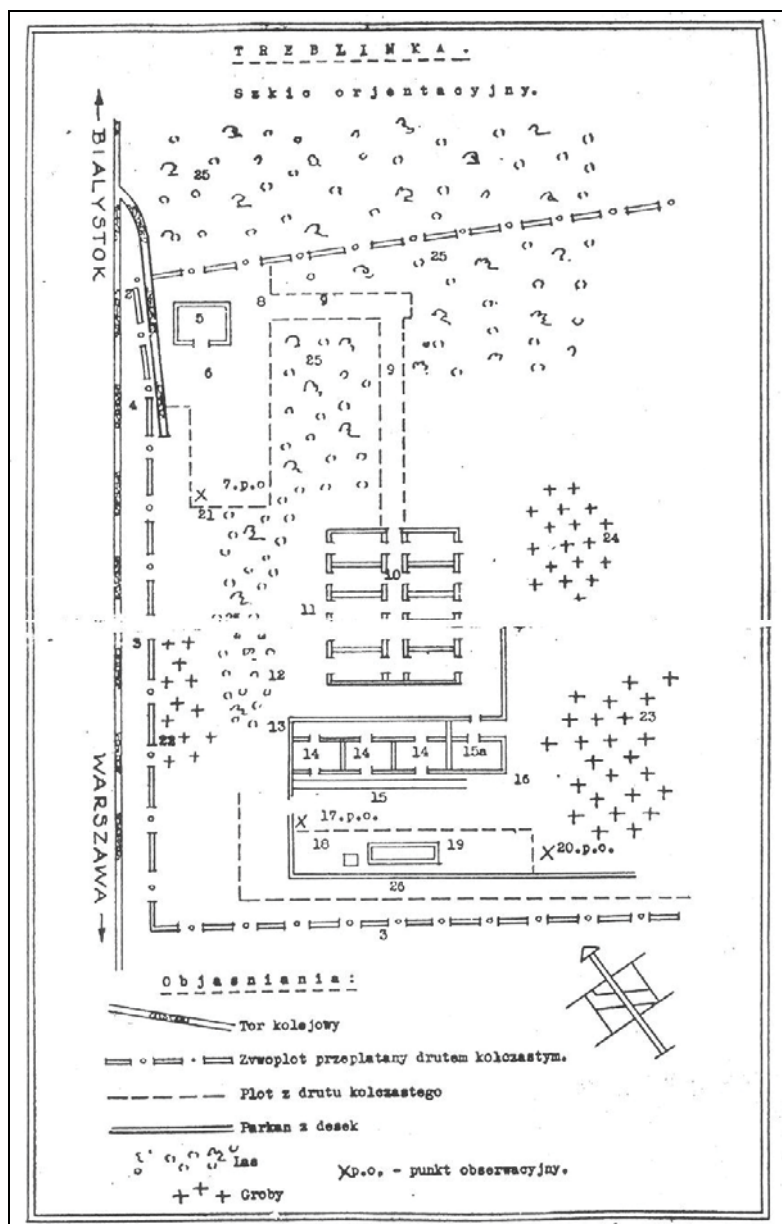 TREBLINKA.
Szkic orjentacyjny.
BIALYSTOK
25
25
2
8
9
5
25
9
6
4
7.p.o
21
24
10
11
25
3
12
23
13
22
14
14
14
15a
16
15
17.p.o.
18
19
20.p.o.
26
WARSZAWA
3
Objasniania:
Tor kolejowy
Zywoplot przeplatany drutem kolczastym.
Plot z drutu kolczastego
Parkan z desek
Las
Xp.o. - punkt obserwacyjny.
Groby